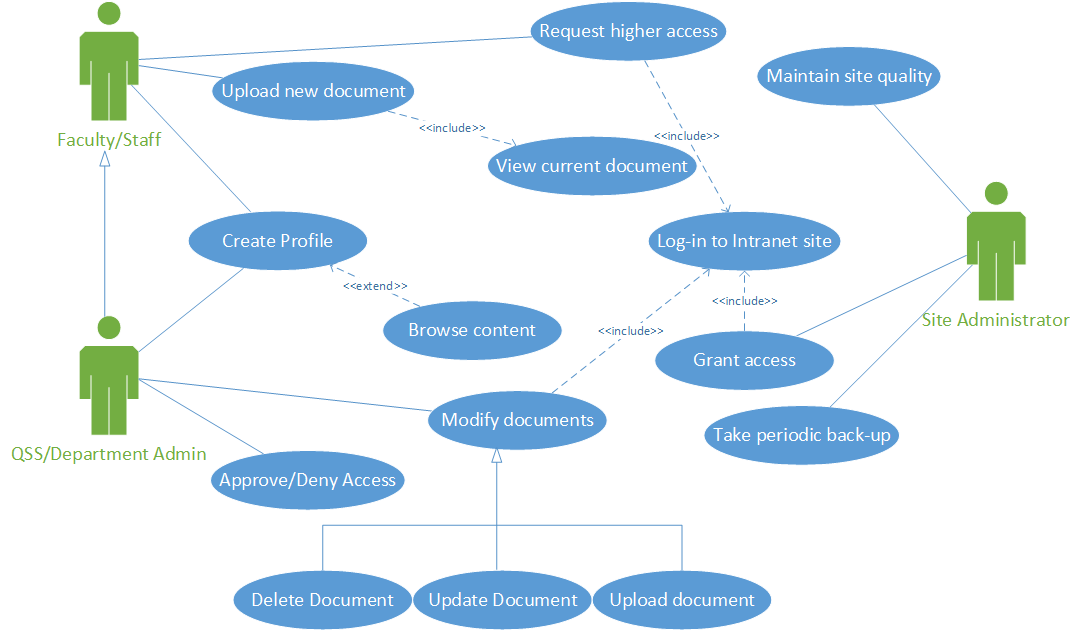 Request higher access
Maintain site quality
Upload new document
<<include>>
<<include>>
Faculty/Staff
View current document
Create Profile
Log-in to Intranet site
<<extend>>
<<include>>
Site Administrator
Browse content
<<include>>
Grant access
Modify documents
Take periodic back-up
QSS/Department Admin
Approve/Deny Access
Delete Document
Update Document
Upload document